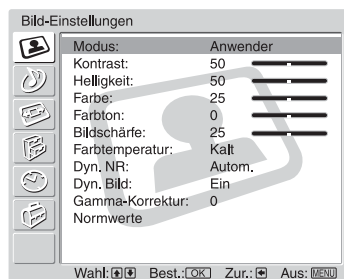 Bild-Einstellungen
Modus: Anwender
Kontrast: 50
Helligkeit: 50
Farbe: 25
Farbton: 0
Bildschärfe: 25
Farbtemperatur: Kalt
Dyn. NR: Autom.
Dyn. Bild: Ein
Gamma-Korrektur: 0
Normwerte
Wahl: Best.: OK Zur.: Aus: MENU